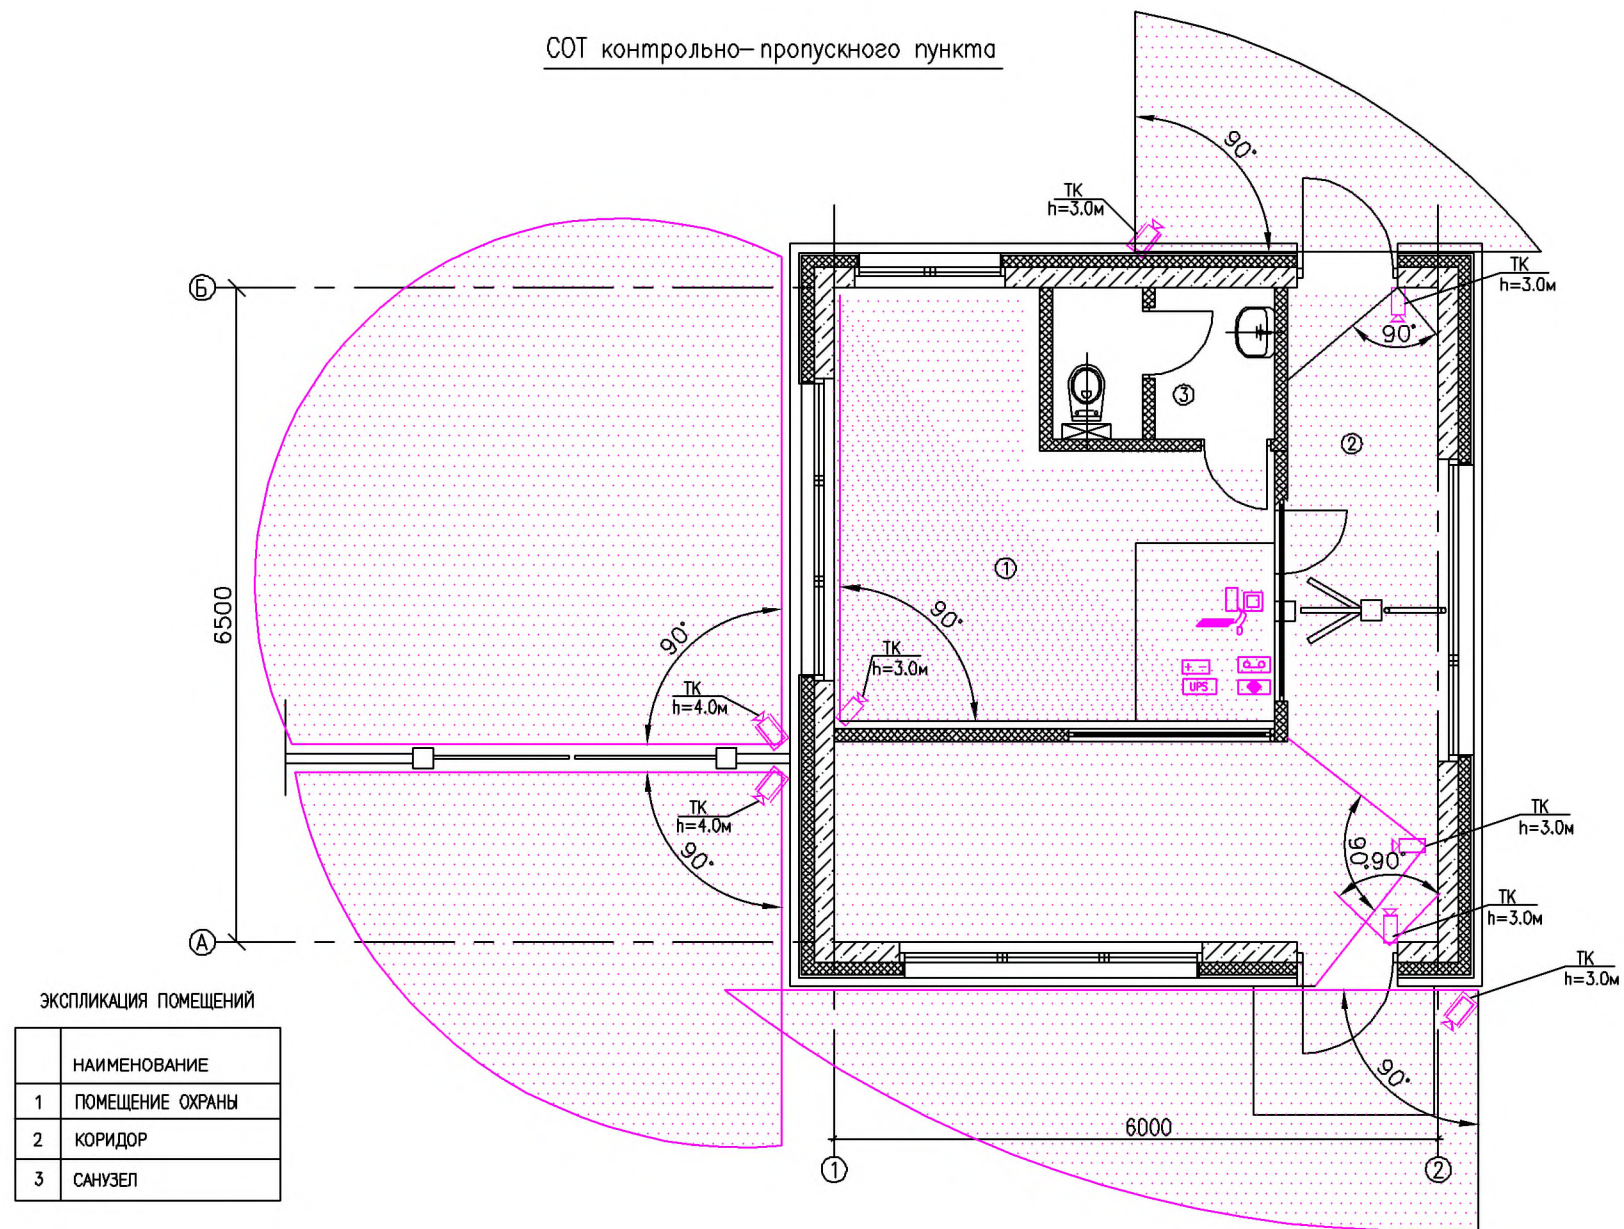 СОТ контрольно-пропускного пункта
90°
ТК
h=3.0м
ТК
h=3.0м
90°
Б
3
2
6500
1
90°
90°
ТК
h=3.0м
ТК
h=4.0м
+ -
UPS
ТК
h=4.0м
90°
ТК
h=3.0м
90°
90°
ТК
h=3.0м
А
ТК
h=3.0м
90°
6000
1
2
ЭКСПЛИКАЦИЯ ПОМЕЩЕНИЙ
НАИМЕНОВАНИЕ
1 ПОМЕЩЕНИЕ ОХРАНЫ
2 КОРИДОР
3 САНУЗЕЛ